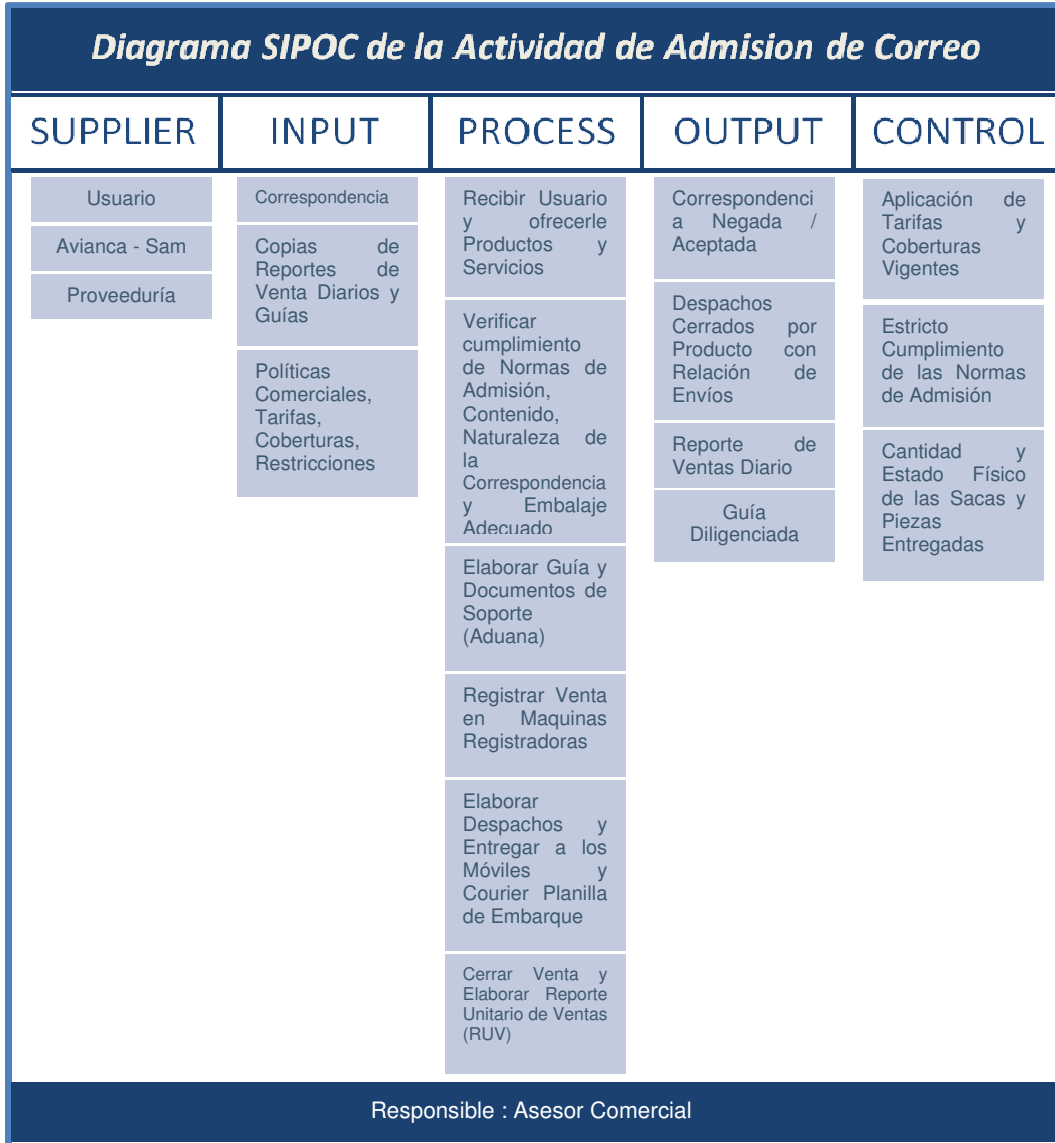 Diagrama SIPOC de la Actividad de Admision de Correo
SUPPLIER
INPUT
PROCESS
OUTPUT
CONTROL
Usuario
Avianca - Sam
Proveeduría
Correspondencia
Copias de
Reportes de
Venta Diarios y
Guías
Políticas
Comerciales,
Tarifas,
Coberturas,
Restricciones
Recibir Usuario
y ofrecerle
Productos y
Servicios
Verificar
cumplimiento
de Normas de
Admisión,
Contenido,
Naturaleza de
la
Correspondencia
y Embalaje
Adecuado
Elaborar Guía y
Documentos de
Soporte
(Aduana)
Registrar Venta
en Maquinas
Registradoras
Elaborar
Despachos y
Entregar a los
Móviles y
Courier Planilla
de Embarque
Cerrar Venta y
Elaborar Reporte
Unitario de Ventas
(RUV)
Correspondenci
a Negada /
Aceptada
Despachos
Cerrados por
Producto con
Relación de
Envíos
Reporte de
Ventas Diario
Guía
Diligenciada
Aplicación de
Tarifas y
Coberturas
Vigentes
Estricto
Cumplimiento
de las Normas
de Admisión
Cantidad y
Estado Físico
de las Sacas y
Piezas
Entregadas
Responsible : Asesor Comercial